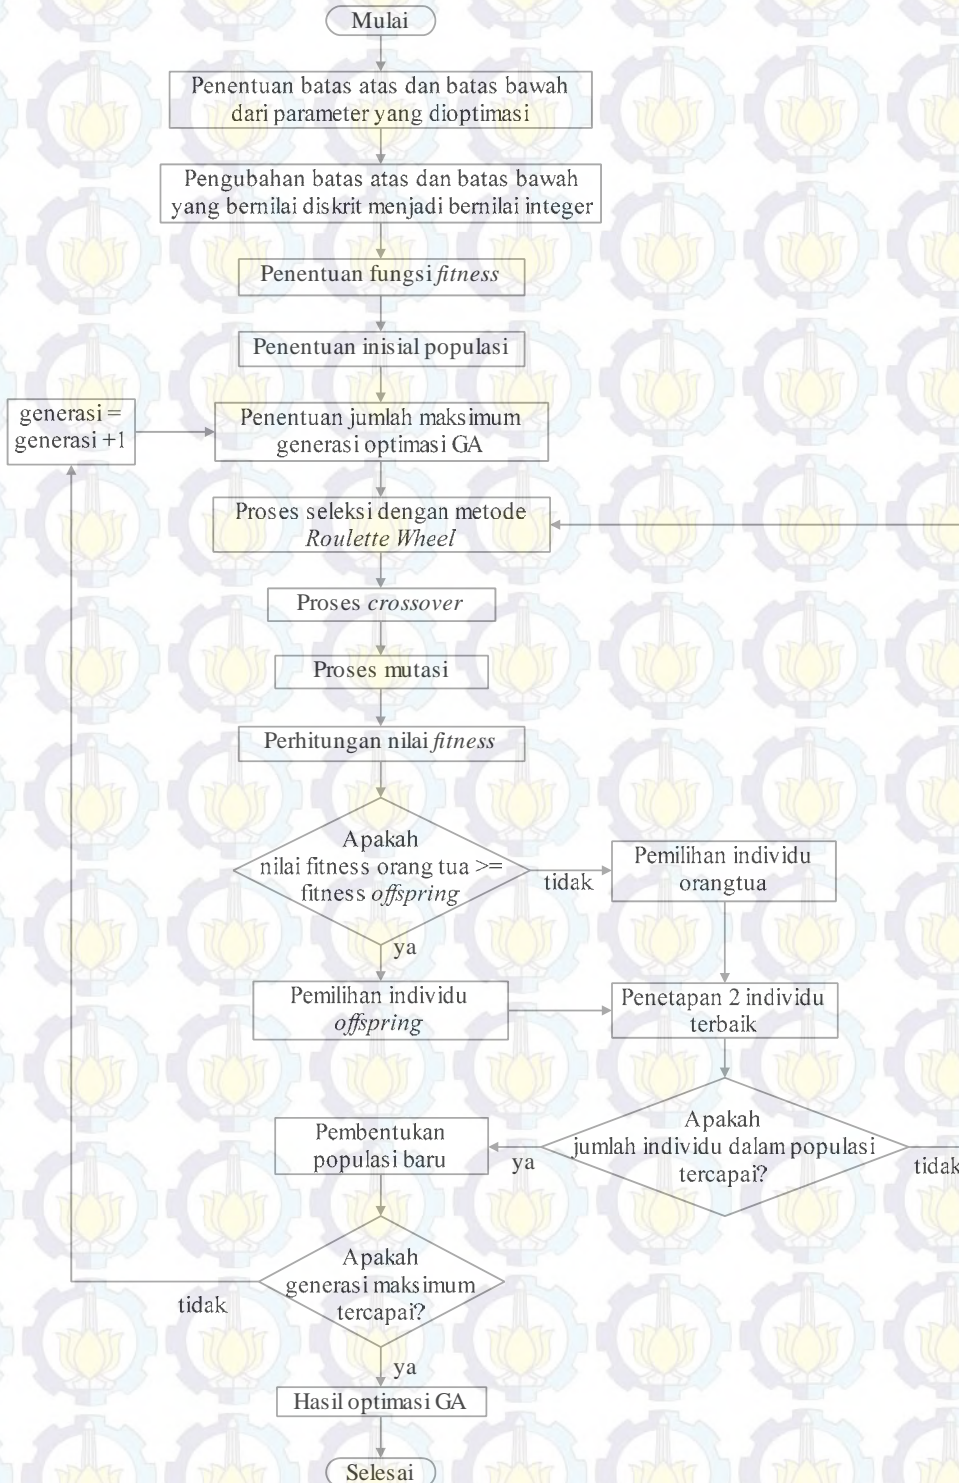 Mulai
Penentuan batas atas dan batas bawah
dari parameter yang dioptimasi
Pengubahan batas atas dan batas bawah
yang bernilai diskrit menjadi bernilai integer
Penentuan fungsi fitness
Penentuan inisial populasi
generasi =
generasi +1
Penentuan jumlah maksimum
generasi optimasi GA
Proses seleksi dengan metode
Roulette Wheel
Proses crossover
Proses mutasi
Perhitungan nilai fitness
Apakah
nilai fitness orang tua >=
fitness offspring
tidak
Pemilihan individu
orangtua
ya
Pemilihan individu
offspring
Penetapan 2 individu
terbaik
Apakah
jumlah individu dalam populasi
tercapai?
ya
tidak
Pembentukan
populasi baru
Apakah
generasi maksimum
tercapai?
tidak
ya
Hasil optimasi GA
Selesai